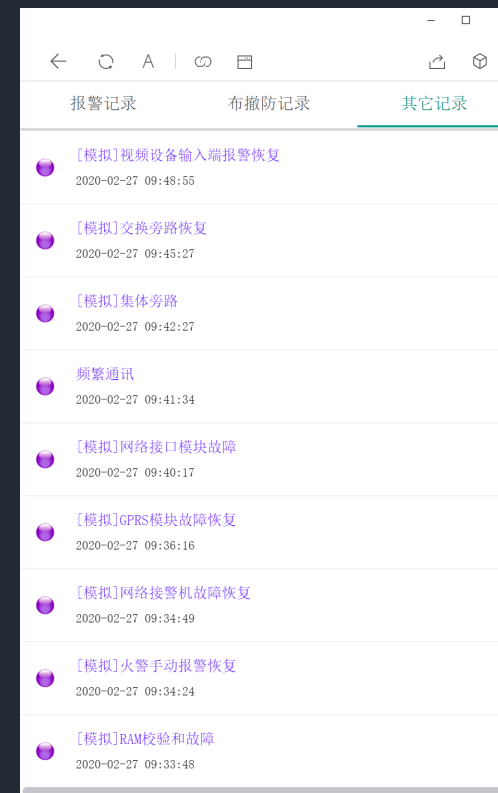 报警记录 布撤防记录 其它记录
[模拟]视频设备输入端报警恢复
2020-02-27 09:48:55
[模拟]交换旁路恢复
2020-02-27 09:45:27
[模拟]集体旁路
2020-02-27 09:42:27
频繁通讯
2020-02-27 09:41:34
[模拟]网络接口模块故障
2020-02-27 09:40:17
[模拟]GPRS模块故障恢复
2020-02-27 09:36:16
[模拟]网络接警机故障恢复
2020-02-27 09:34:49
[模拟]火警手动报警恢复
2020-02-27 09:34:24
[模拟]RAM校验和故障
2020-02-27 09:33:48